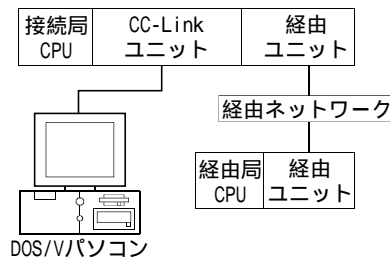 接続局
CPU
CC-Link
ユニット
経由
ユニット
経由ネットワーク
経由局
CPU
経由
ユニット
DOS/Vパソコン